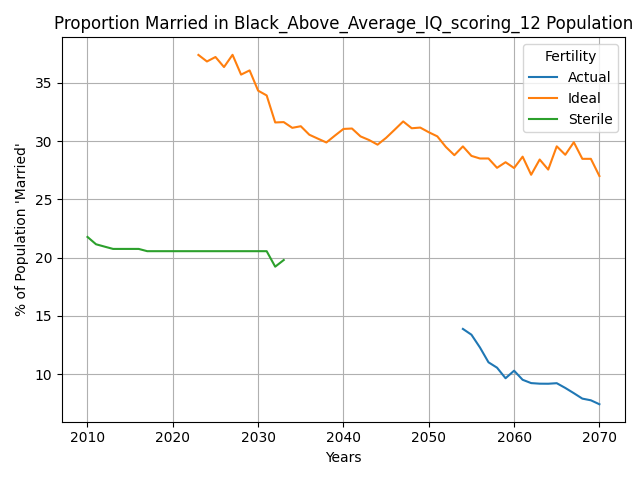 Proportion Married in Black_Above_Average_IQ_scoring_12 Population
% of Population 'Married'
35
30
25
20
15
10
Fertility
Actual
Ideal
Sterile
2010 2020 2030 2040 2050 2060 2070
Years